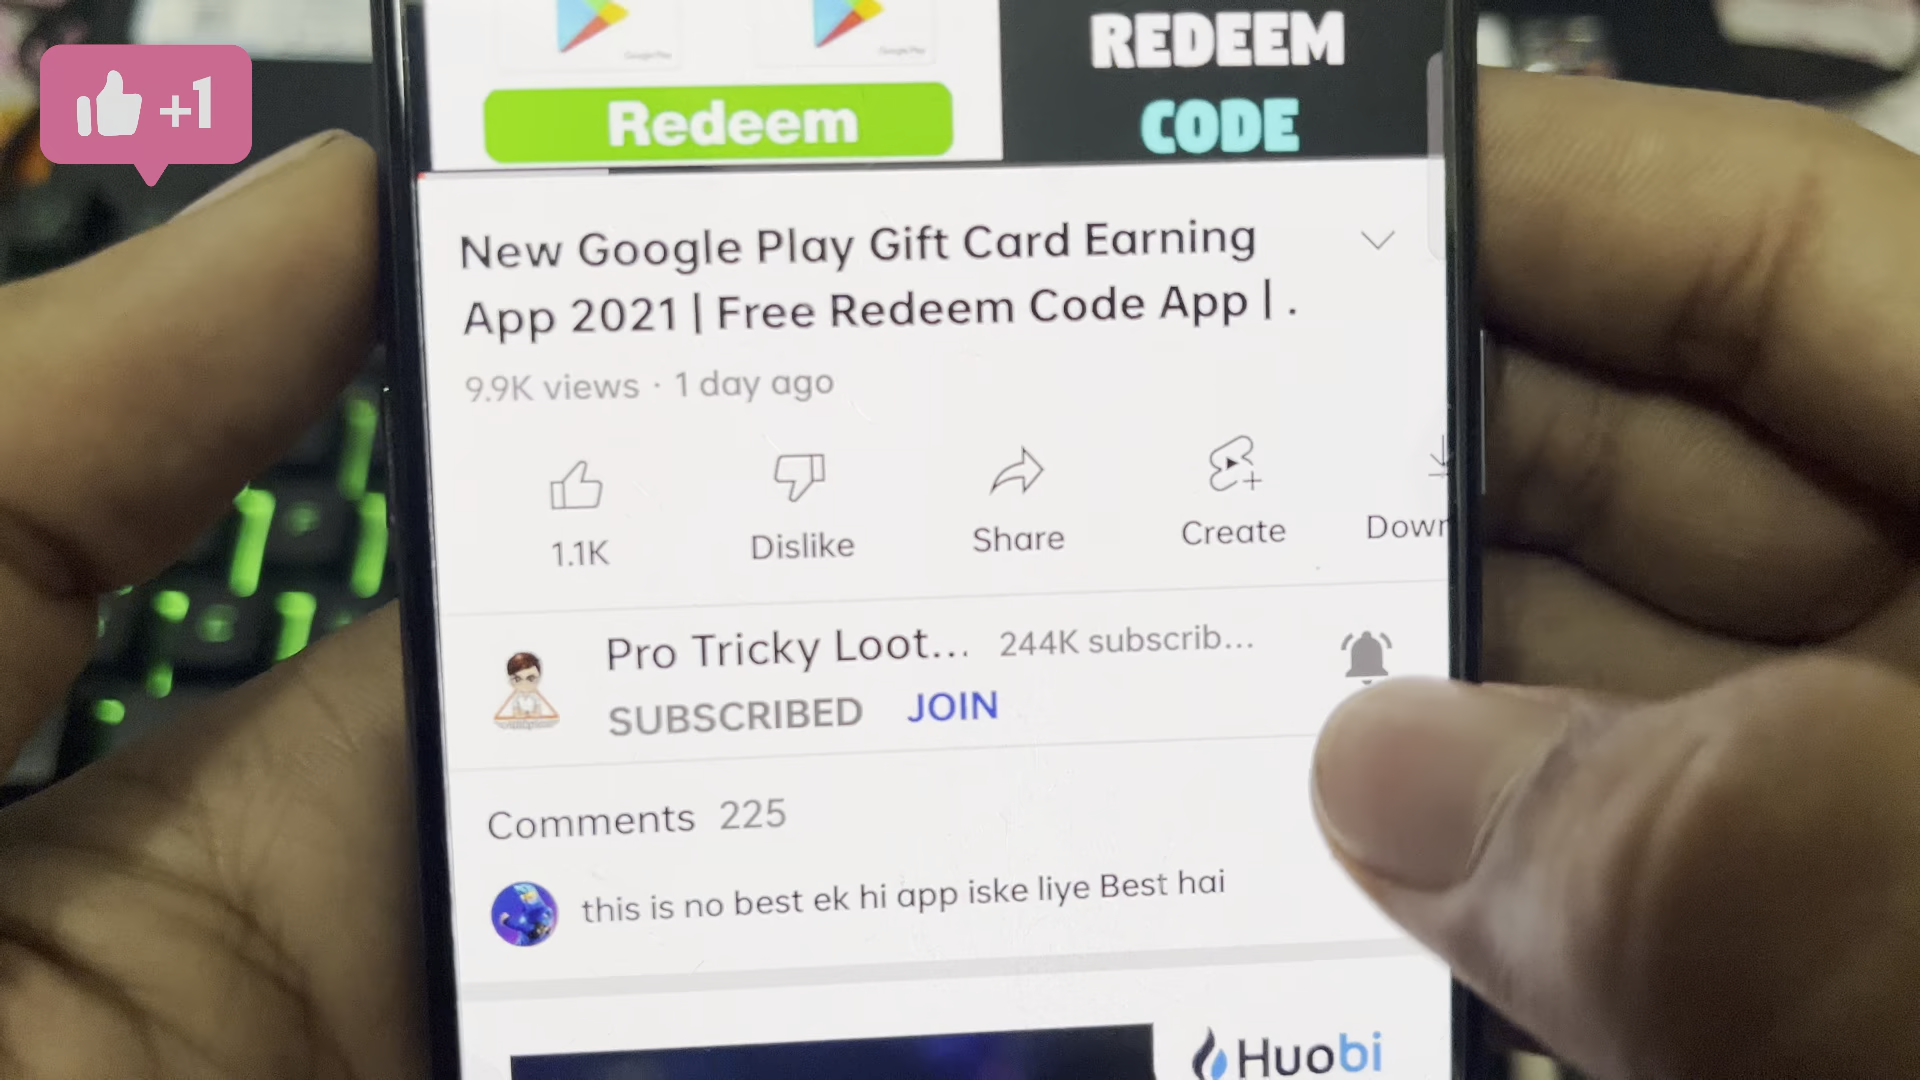 +1
REDEEM
CODE
Redeem
New Google Play Gift Card Earning
App 2021 | Free Redeem Code App | .
9.9K views · 1 day ago
1.1K
Dislike
Share
Create
Down
Pro Tricky Loot... 244K subscrib...
SUBSCRIBED JOIN
Comments 225
this is no best ek hi app iske liye Best hai
Huobi